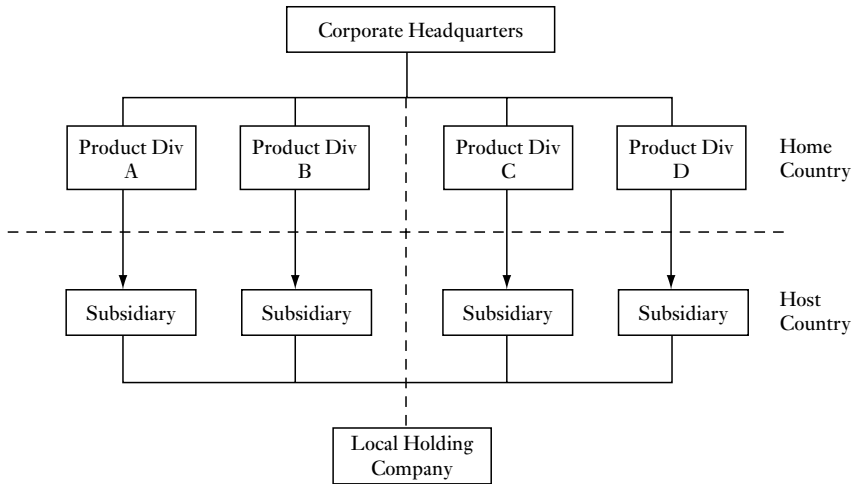 Corporate Headquarters
Product Div
A
Product Div
B
Product Div
C
Product Div
D
Home
Country
Subsidiary
Subsidiary
Subsidiary
Subsidiary
Host
Country
Local Holding
Company